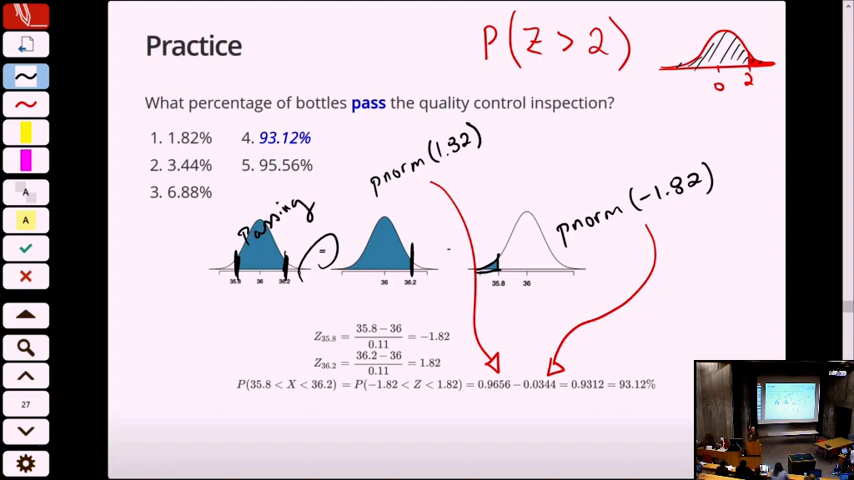 Practice
P(Z > 2)
0 2
What percentage of bottles pass the quality control inspection?
1. 1.82%
2. 3.44%
3. 6.88%
4. 93.12%
5. 95.56%
pnorm(1.32)
pnorm(-1.82)
Passing
35.8 36 36.2
=
36 36.2
-
35.8 36
Z35.8 = 35.8 − 36 / 0.11 = −1.82
Z36.2 = 36.2 − 36 / 0.11 = 1.82
P(35.8 < X < 36.2) = P(−1.82 < Z < 1.82) = 0.9656 − 0.0344 = 0.9312 = 93.12%
A
A
27